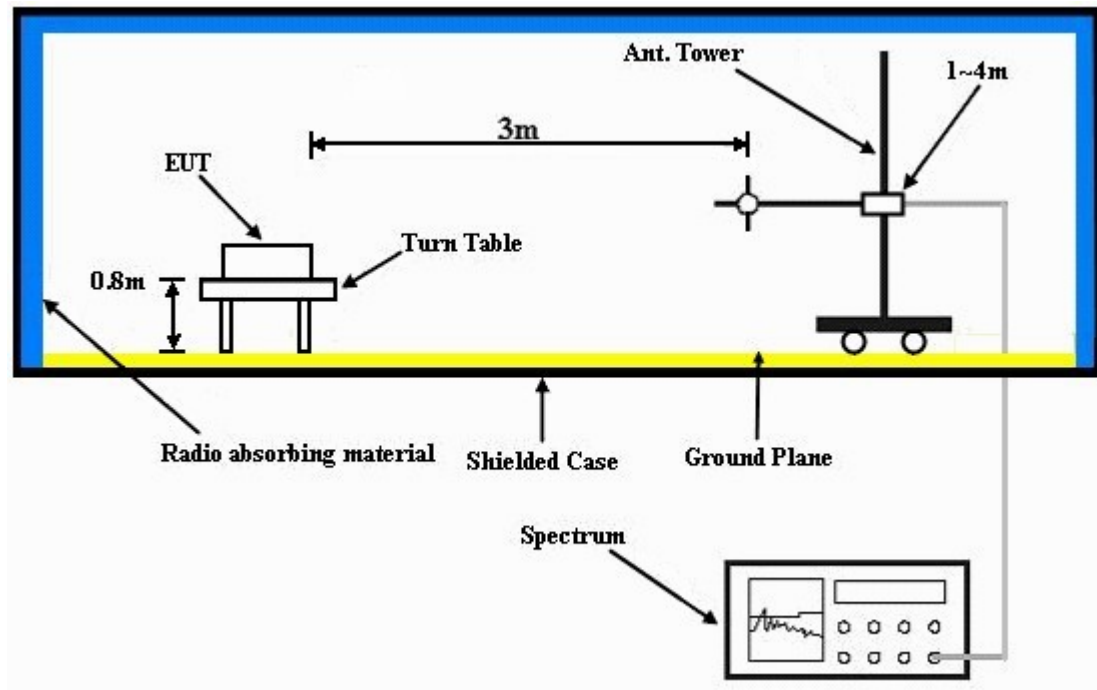 Ant. Tower
1~4m
3m
EUT
Turn Table
0.8m
Radio absorbing material
Shielded Case
Ground Plane
Spectrum